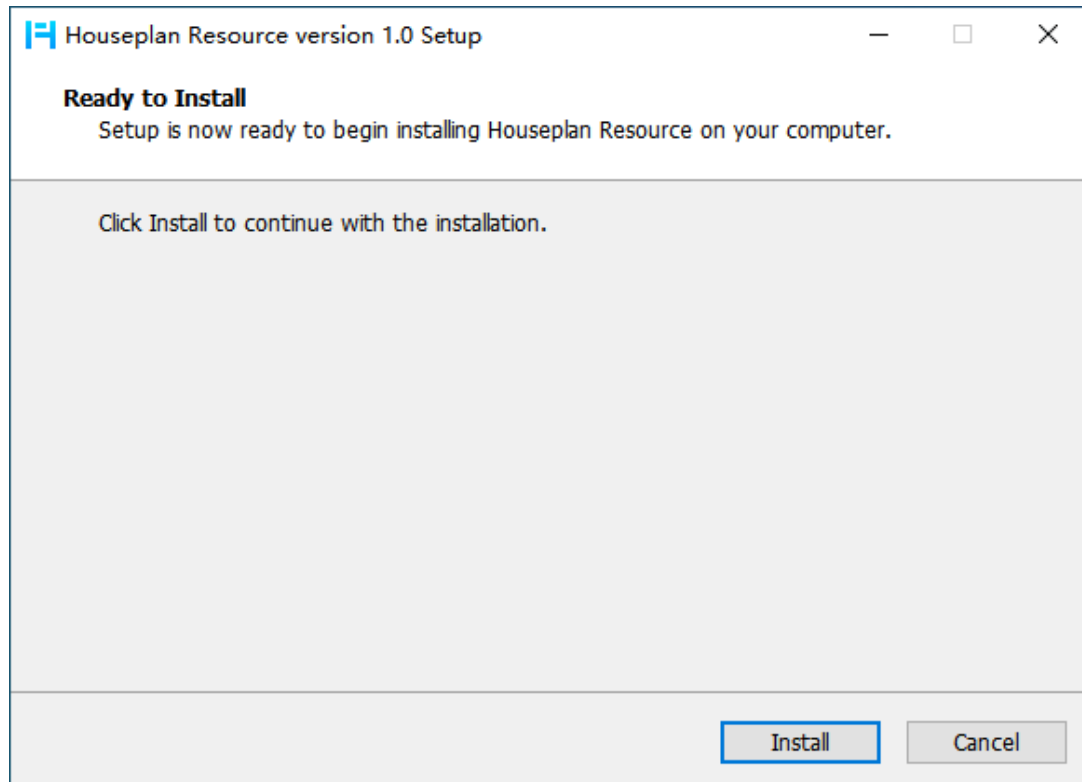 Houseplan Resource version 1.0 Setup
Ready to Install
Setup is now ready to begin installing Houseplan Resource on your computer.
Click Install to continue with the installation.
Install
Cancel